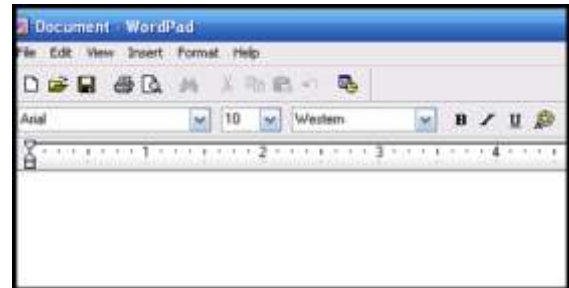 Document - WordPad
File Edit View Insert Format Help
Arial 10 Western B / U
1 2 3 4